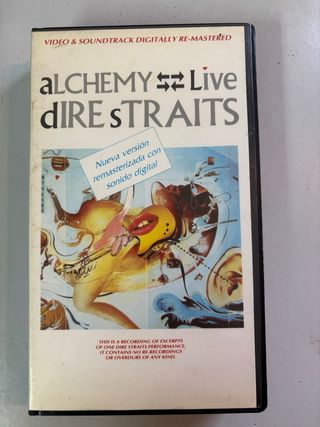 VIDEO & SOUNDTRACK DIGITALLY RE-MASTERED
aLCHEMY Live
dIRE sTRAITS
Nueva versión
remasterizada con
sonido digital
THIS IS A RECORDING OF EXCERPTS
OF ONE DIRE STRAITS PERFORMANCE,
IT CONTAINS NO RE-RECORDINGS
OR OVERDUBS OF ANY KIND.